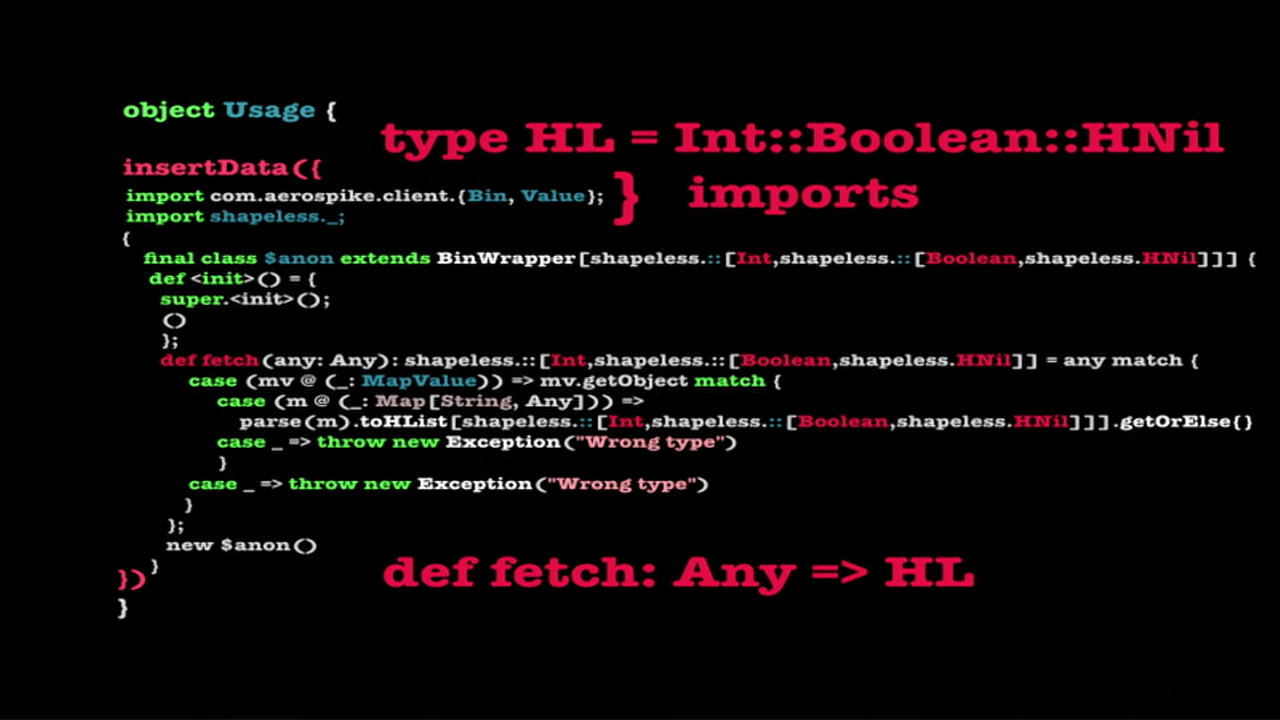 object Usage {
type HL = Int::Boolean::HNil
insertData({
import com.aerospike.client.{Bin, Value};
} imports
import shapeless._;
{
final class $anon extends BinWrapper[shapeless.::[Int,shapeless.::[Boolean,shapeless.HNil]]] {
def <init>() = {
super.<init>();
()
};
def fetch(any: Any): shapeless.::[Int,shapeless.::[Boolean,shapeless.HNil]] = any match {
case (mv @ (_: MapValue)) => mv.getObject match {
case (m @ (_: Map[String, Any])) =>
parse(m).toHList[shapeless.::[Int,shapeless.::[Boolean,shapeless.HNil]]].getOrElse{}
case _ => throw new Exception("Wrong type")
}
case _ => throw new Exception("Wrong type")
}
};
new $anon()
}
def fetch: Any => HL
})
}